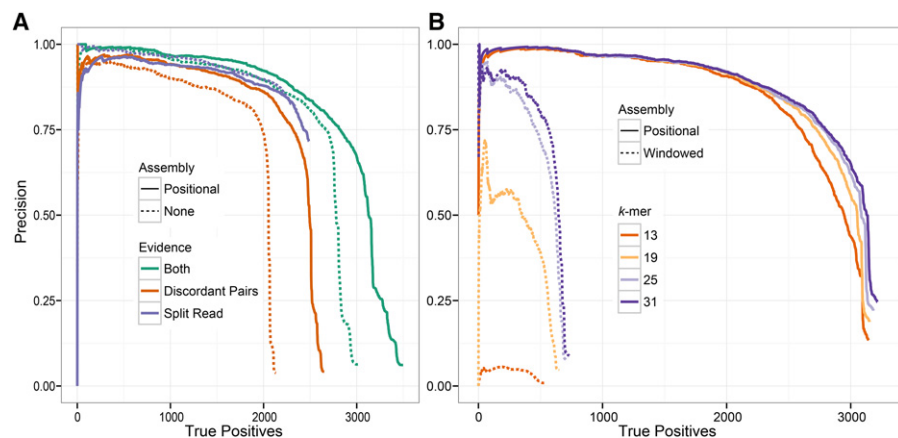 A
1.00
0.75
0.50
0.25
0.00
Precision
0
1000
2000
3000
True Positives
Assembly
Positional
None
Evidence
Both
Discordant Pairs
Split Read
B
1.00
0.75
0.50
0.25
0.00
0
1000
2000
3000
True Positives
Assembly
Positional
Windowed
k-mer
13
19
25
31